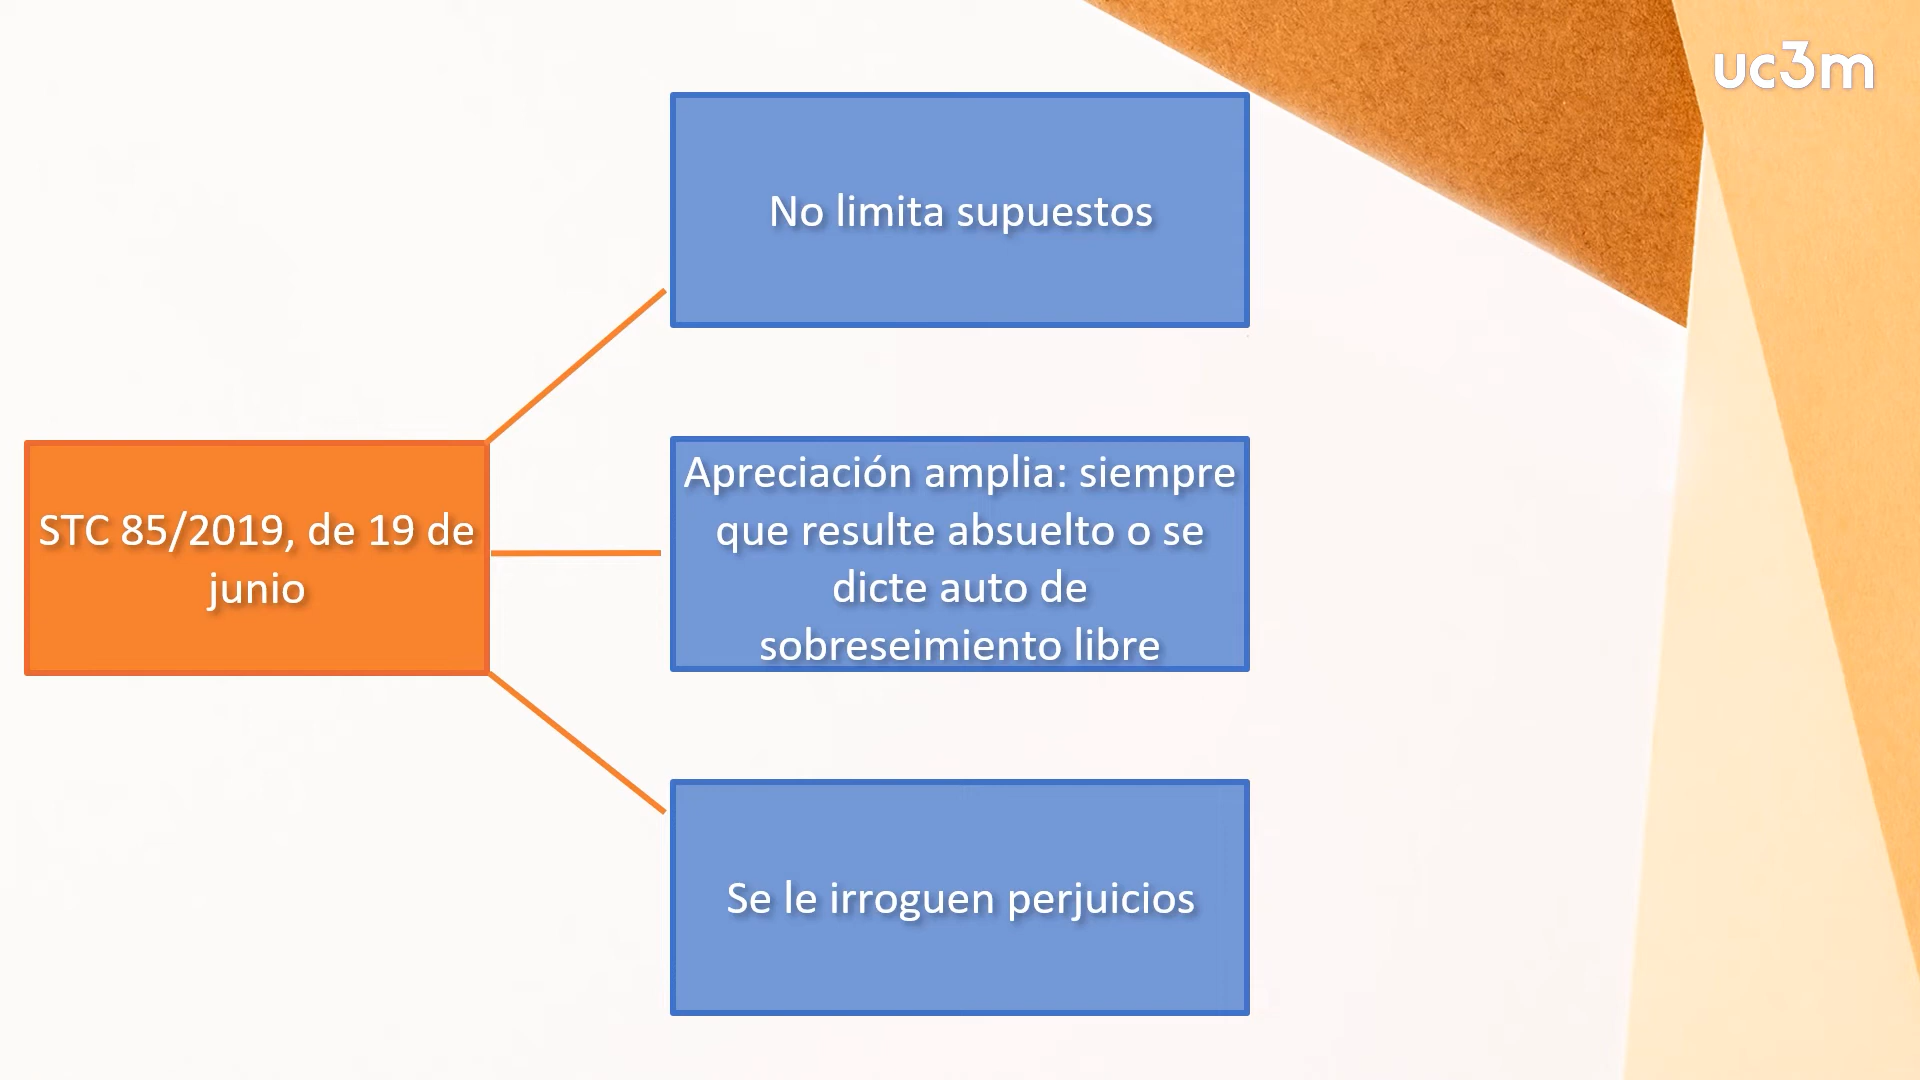 uc3m
No limita supuestos
STC 85/2019, de 19 de
junio
Apreciación amplia: siempre
que resulte absuelto o se
dicte auto de
sobreseimiento libre
Se le irroguen perjuicios